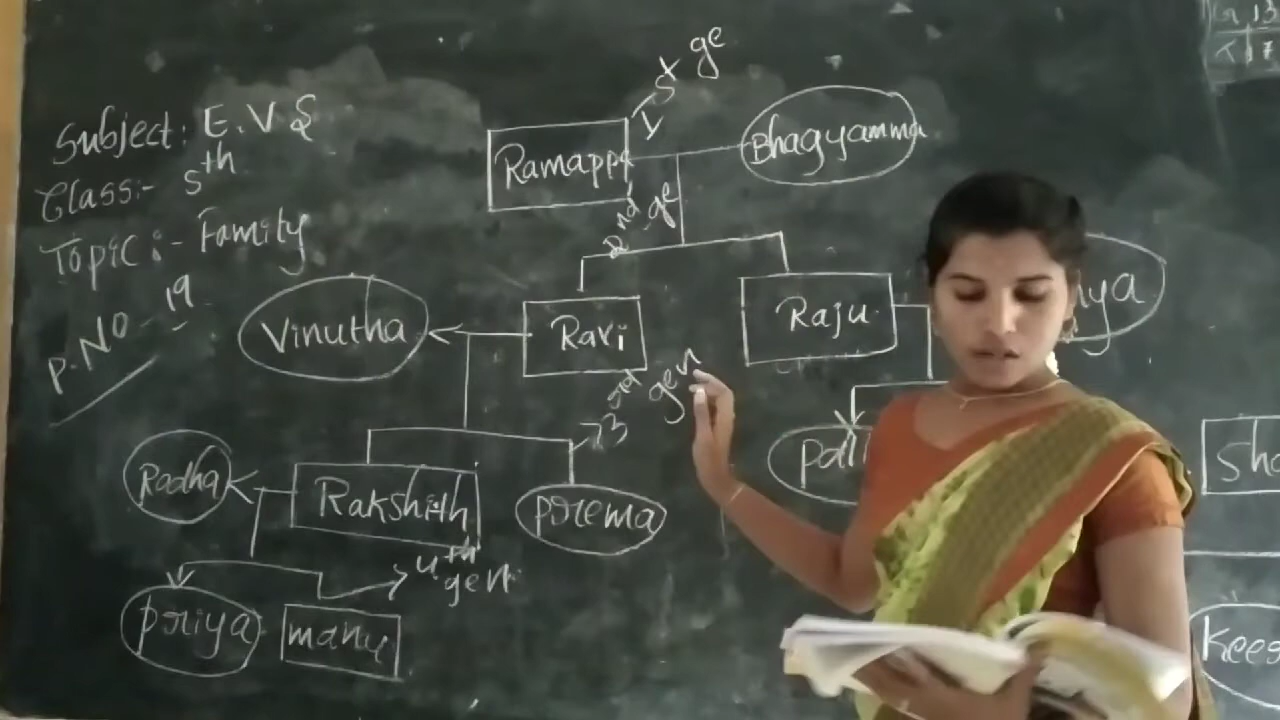 Subject: E.V.S
Class:- 5th
Topic:- Family
P.NO - 19
1st ge
Ramappa
Bhagyamma
2nd ge
Vinutha
Ravi
Raju
3rd gen
Radha
Rakshith
prema
4th gen
priya
manu